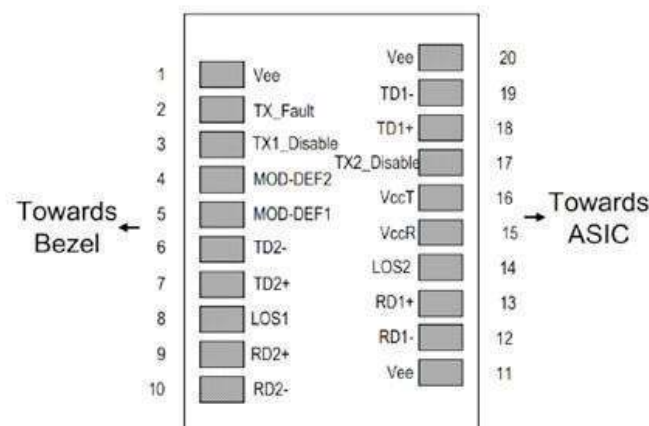 1 Vee
2 TX_Fault
3 TX1_Disable
4 MOD-DEF2
5 MOD-DEF1
6 TD2-
7 TD2+
8 LOS1
9 RD2+
10 RD2-
Towards
Bezel
Vee 20
TD1- 19
TD1+ 18
TX2_Disable 17
VccT 16
VccR 15
LOS2 14
RD1+ 13
RD1- 12
Vee 11
Towards
ASIC